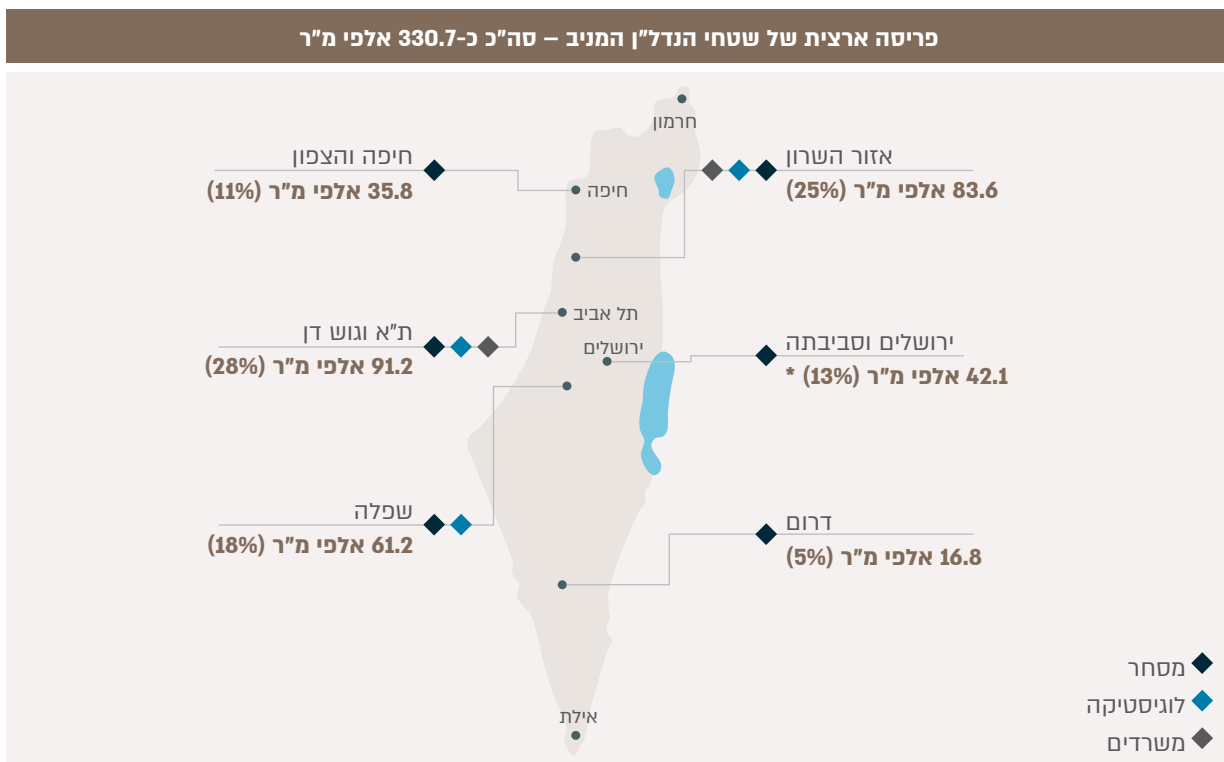 פריסה ארצית של שטחי הנדל"ן המניב – סה"כ כ-330.7 אלפי מ"ר
חרמון
אזור השרון
83.6 אלפי מ"ר (25%)
חיפה והצפון
35.8 אלפי מ"ר (11%)
חיפה
תל אביב
ירושלים
ת"א וגוש דן
91.2 אלפי מ"ר (28%)
ירושלים וסביבתה
42.1 אלפי מ"ר (13%) *
שפלה
61.2 אלפי מ"ר (18%)
דרום
16.8 אלפי מ"ר (5%)
אילת
מסחר
לוגיסטיקה
משרדים